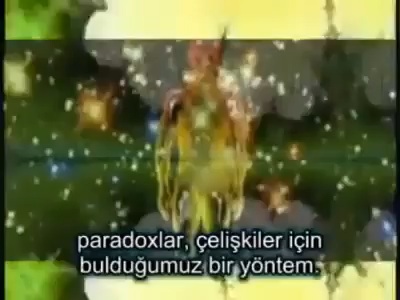 paradoxlar, çelişkiler için
bulduğumuz bir yöntem.